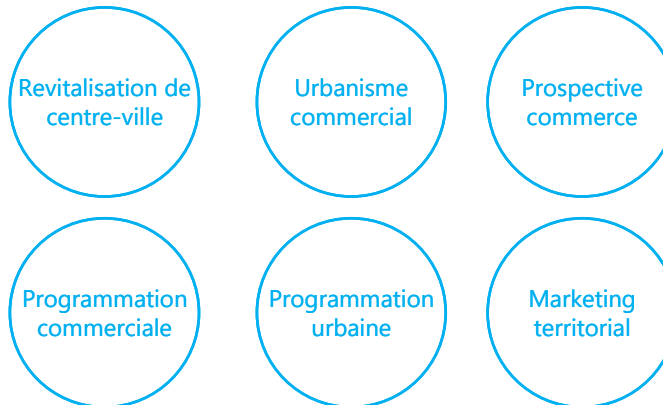 Revitalisation de
centre-ville
Urbanisme
commercial
Prospective
commerce
Programmation
commerciale
Programmation
urbaine
Marketing
territorial